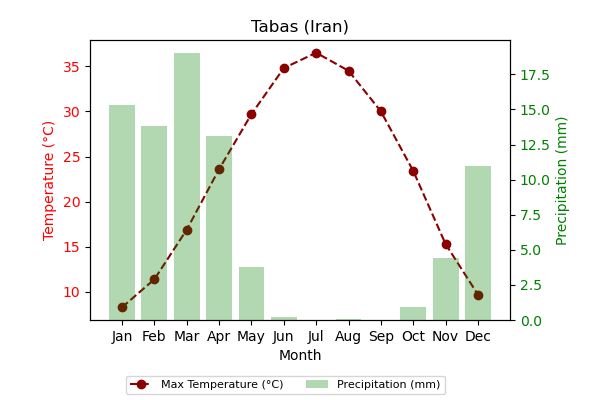 Tabas (Iran)
Temperature (°C)
35
30
25
20
15
10
17.5
15.0
12.5
10.0
7.5
5.0
2.5
0.0
Precipitation (mm)
Jan Feb Mar Apr May Jun Jul Aug Sep Oct Nov Dec
Month
Max Temperature (°C) Precipitation (mm)